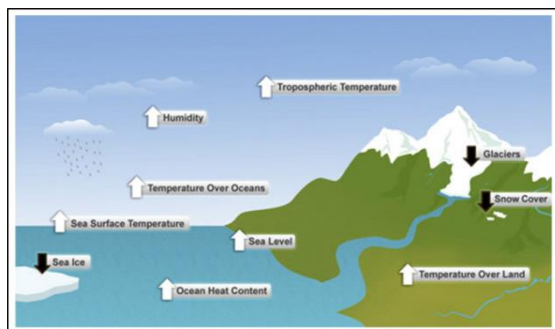 Tropospheric Temperature
Humidity
Glaciers
Temperature Over Oceans
Snow Cover
Sea Surface Temperature
Sea Level
Sea Ice
Temperature Over Land
Ocean Heat Content